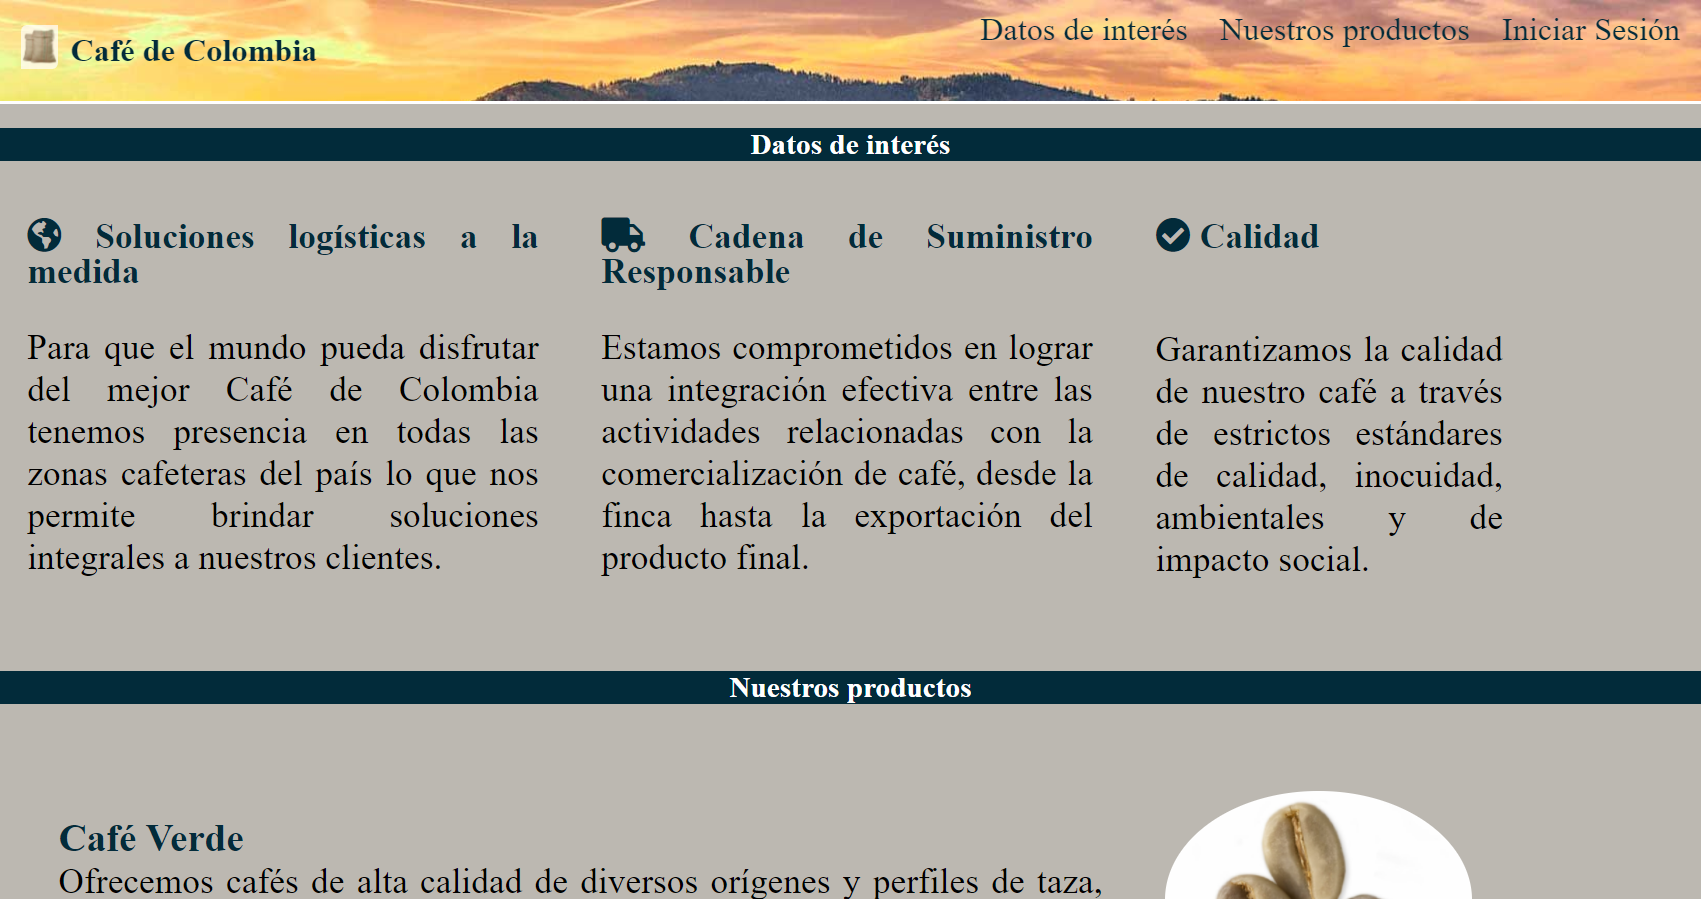 Café de Colombia
Datos de interés Nuestros productos Iniciar Sesión
Datos de interés
Soluciones logísticas a la
medida
Para que el mundo pueda disfrutar
del mejor Café de Colombia
tenemos presencia en todas las
zonas cafeteras del país lo que nos
permite brindar soluciones
integrales a nuestros clientes.
Cadena de Suministro
Responsable
Estamos comprometidos en lograr
una integración efectiva entre las
actividades relacionadas con la
comercialización de café, desde la
finca hasta la exportación del
producto final.
Calidad
Garantizamos la calidad
de nuestro café a través
de estrictos estándares
de calidad, inocuidad,
ambientales y de
impacto social.
Nuestros productos
Café Verde
Ofrecemos cafés de alta calidad de diversos orígenes y perfiles de taza,